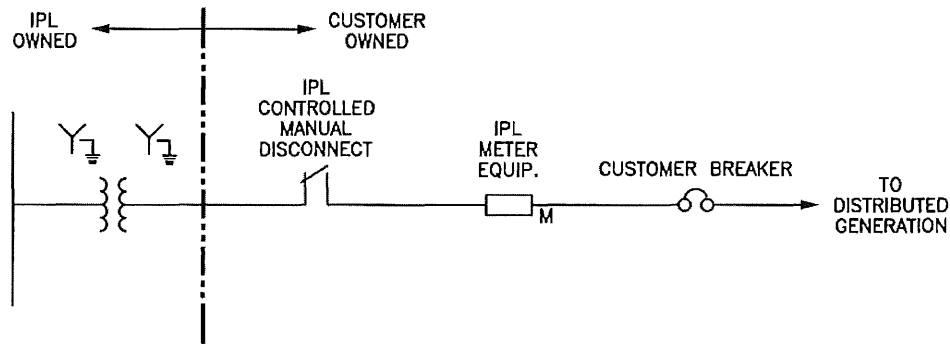 IPL
OWNED
CUSTOMER
OWNED
IPL
CONTROLLED
MANUAL
DISCONNECT
IPL
METER
EQUIP.
M
CUSTOMER BREAKER
TO
DISTRIBUTED
GENERATION